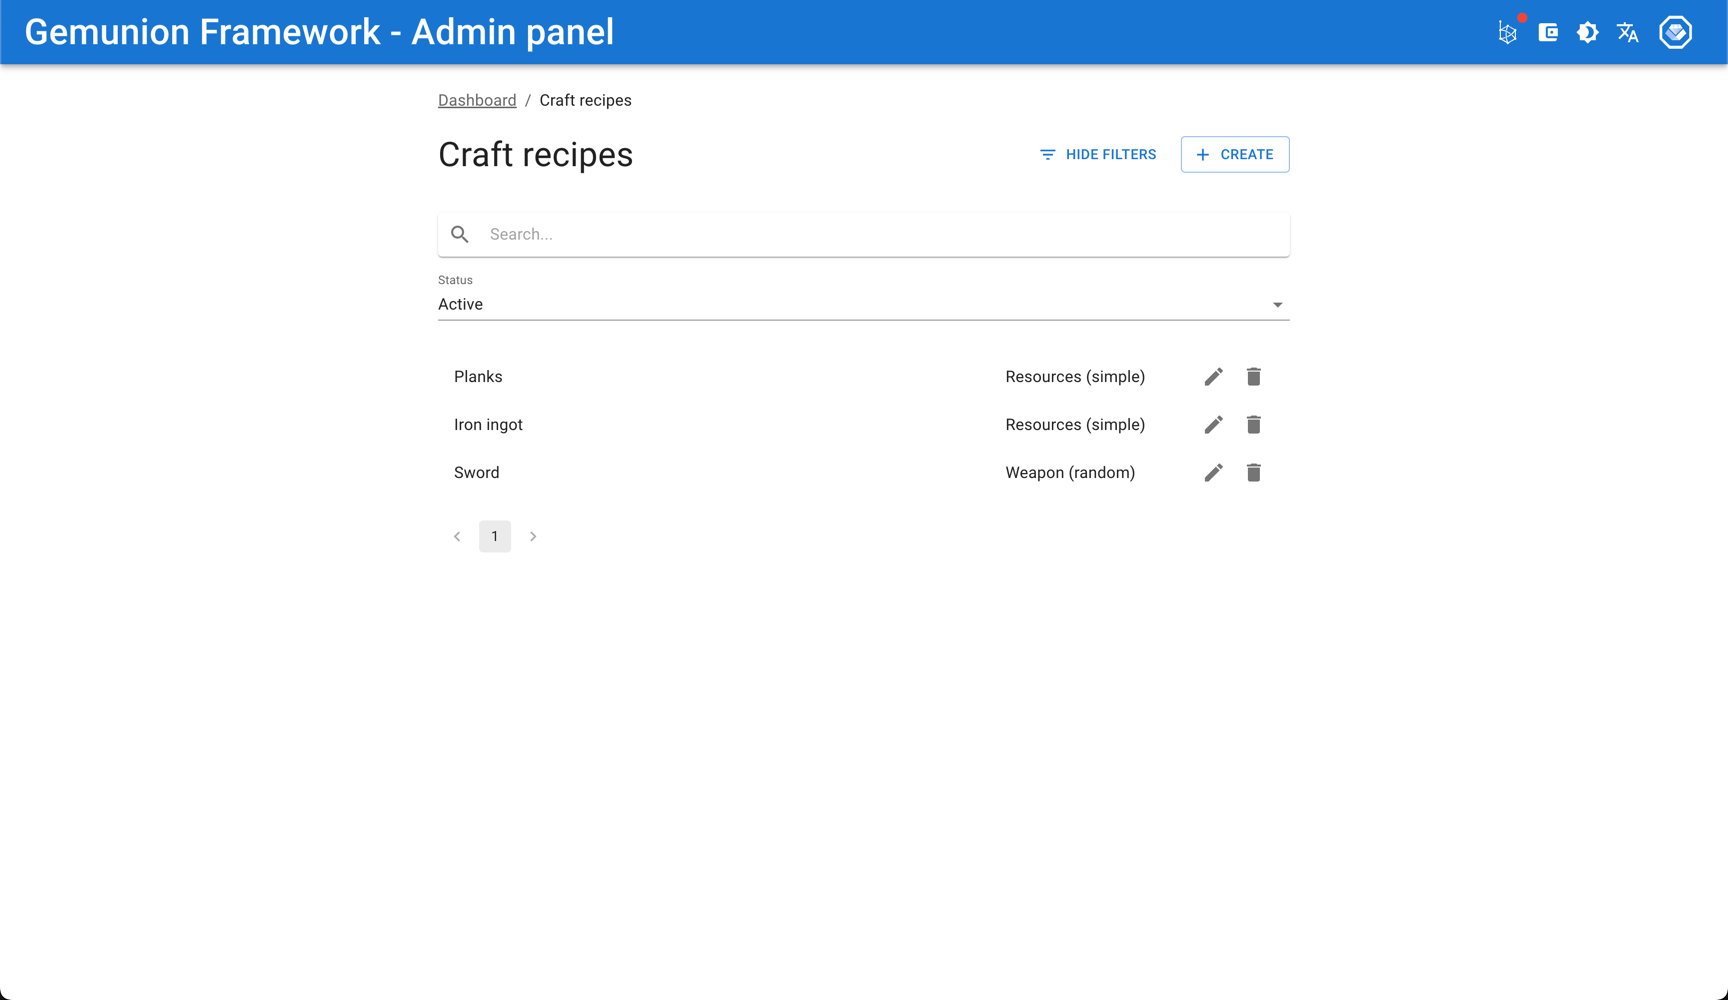 Gemunion Framework - Admin panel
Dashboard / Craft recipes
Craft recipes
HIDE FILTERS
CREATE
Search...
Status
Active
Planks Resources (simple)
Iron ingot Resources (simple)
Sword Weapon (random)
1